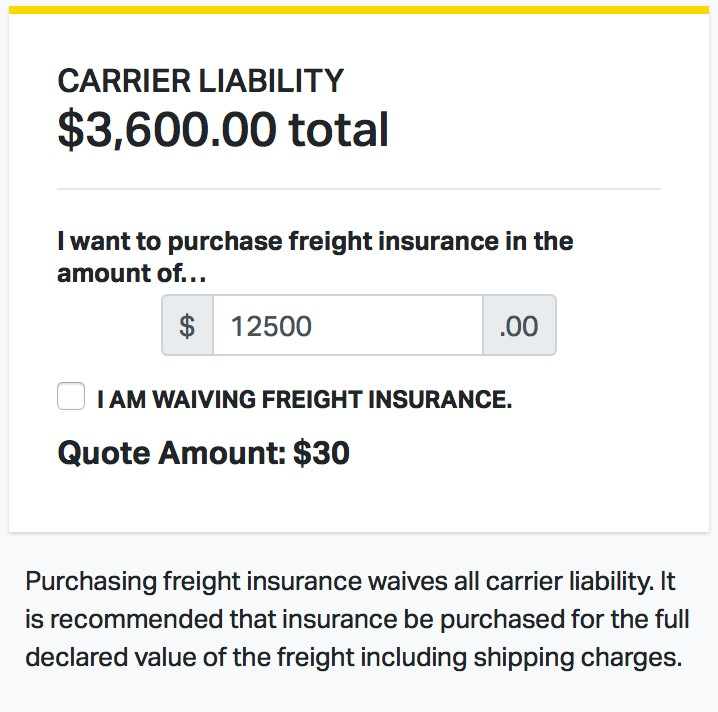 CARRIER LIABILITY
$3,600.00 total
I want to purchase freight insurance in the
amount of...
$ 12500 .00
I AM WAIVING FREIGHT INSURANCE.
Quote Amount: $30
Purchasing freight insurance waives all carrier liability. It
is recommended that insurance be purchased for the full
declared value of the freight including shipping charges.